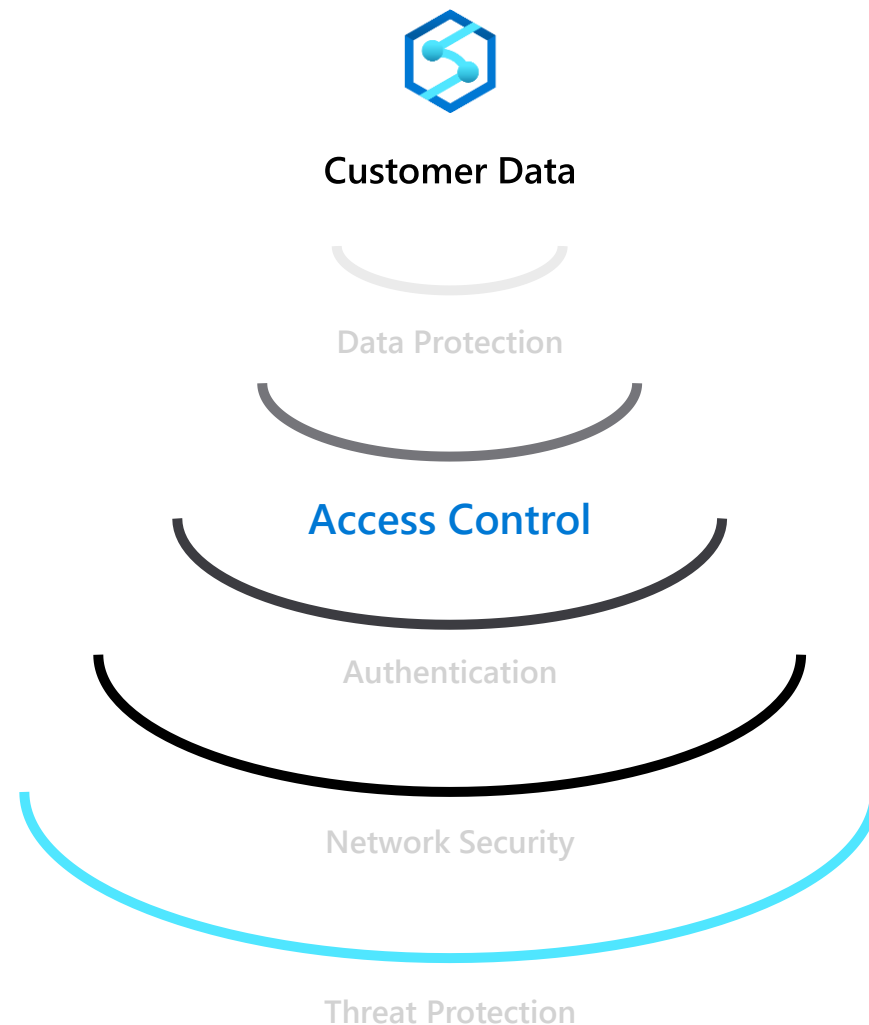 Customer Data
Data Protection
Access Control
Authentication
Network Security
Threat Protection